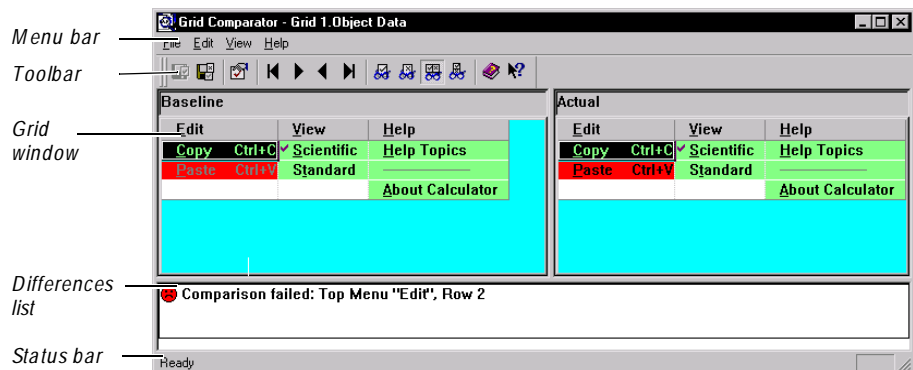 Grid Comparator - Grid 1.Object Data
Menu bar
File Edit View Help
Toolbar
Baseline
Actual
Grid window
Edit View Help
Copy Ctrl+C Scientific Help Topics
Paste Ctrl+V Standard
About Calculator
Edit View Help
Copy Ctrl+C Scientific Help Topics
Paste Ctrl+V Standard
About Calculator
Differences list
Comparison failed: Top Menu "Edit", Row 2
Status bar
Ready